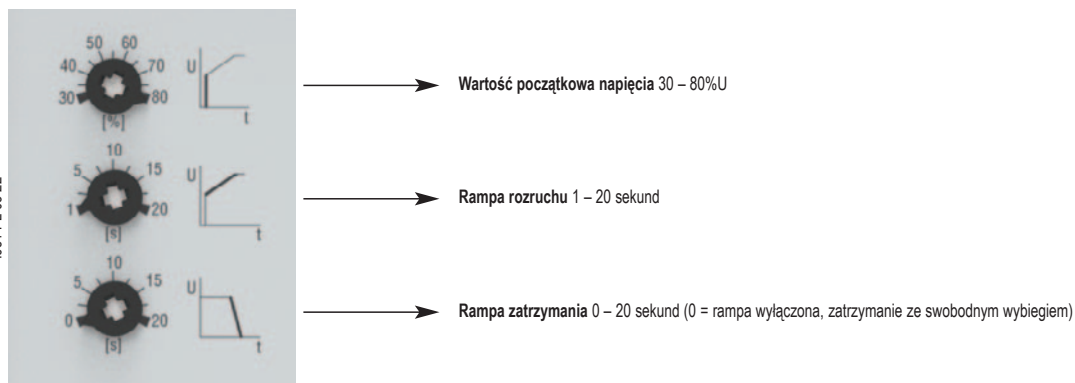 50 60
40 70
30 80
[%]
U
t
Wartość początkowa napięcia 30 – 80%U
10
5 15
1 20
[s]
U
t
Rampa rozruchu 1 – 20 sekund
10
5 15
0 20
[s]
U
t
Rampa zatrzymania 0 – 20 sekund (0 = rampa wyłączona, zatrzymanie ze swobodnym wybiegiem)